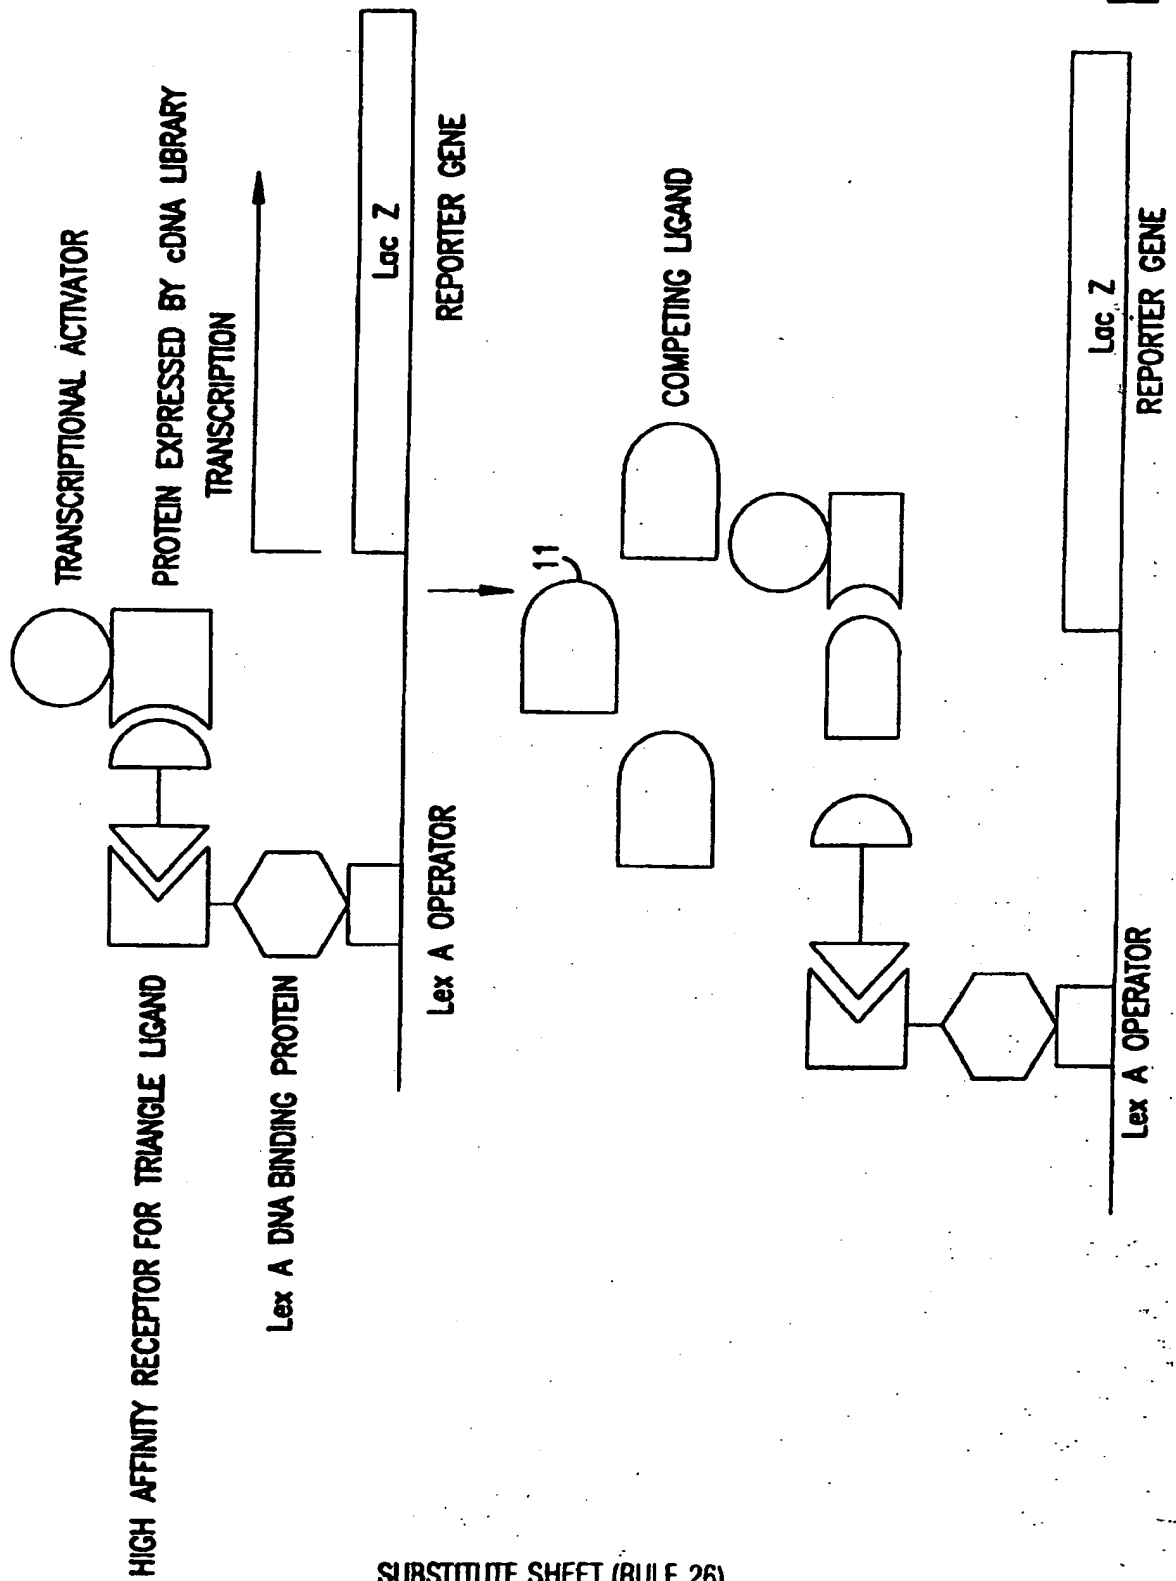 TRANSCRIPTIONAL ACTIVATOR
HIGH AFFINITY RECEPTOR FOR TRIANGLE LIGAND
PROTEIN EXPRESSED BY cDNA LIBRARY
TRANSCRIPTION
Lex A DNA BINDING PROTEIN
Lac Z
Lex A OPERATOR
REPORTER GENE
11
COMPETING LIGAND
Lac Z
Lex A OPERATOR
REPORTER GENE
SUBSTITUTE SHEET (RULE 26)